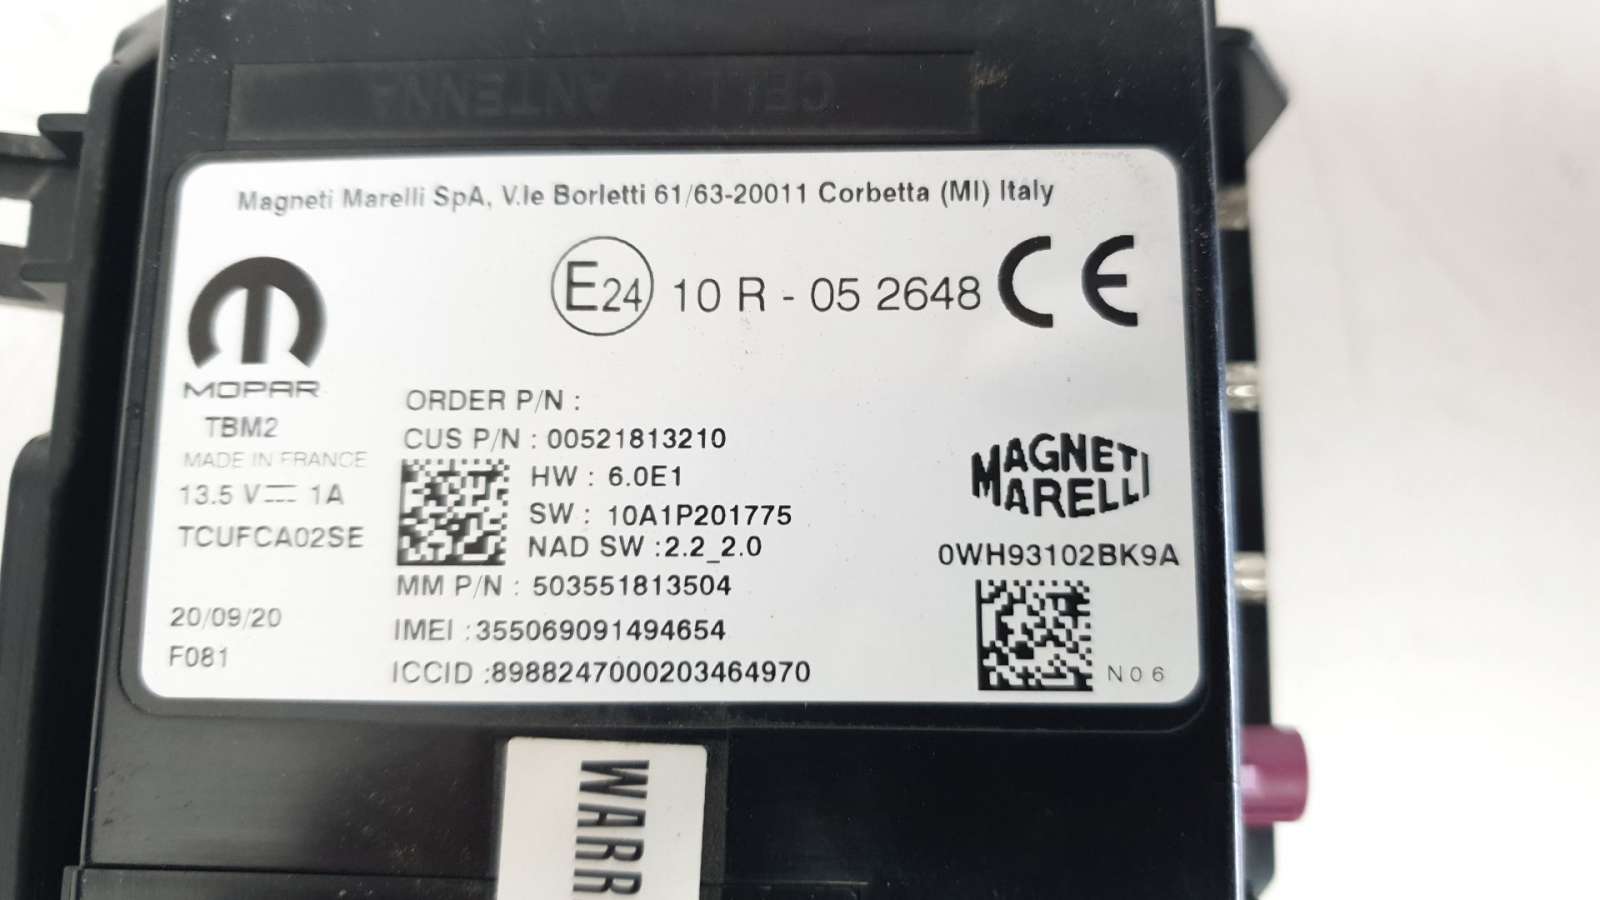 CELL. ANTENNA
Magneti Marelli SpA, V.le Borletti 61/63-20011 Corbetta (MI) Italy
E24 10 R - 05 2648 CE
MOPAR
TBM2
MADE IN FRANCE
13.5 V⎓ 1A
TCUFCA02SE
20/09/20
F081
ORDER P/N :
CUS P/N : 00521813210
HW : 6.0E1
SW : 10A1P201775
NAD SW :2.2_2.0
MM P/N : 503551813504
IMEI :355069091494654
ICCID :8988247000203464970
MAGNETI
MARELLI
0WH93102BK9A
N06
WARR